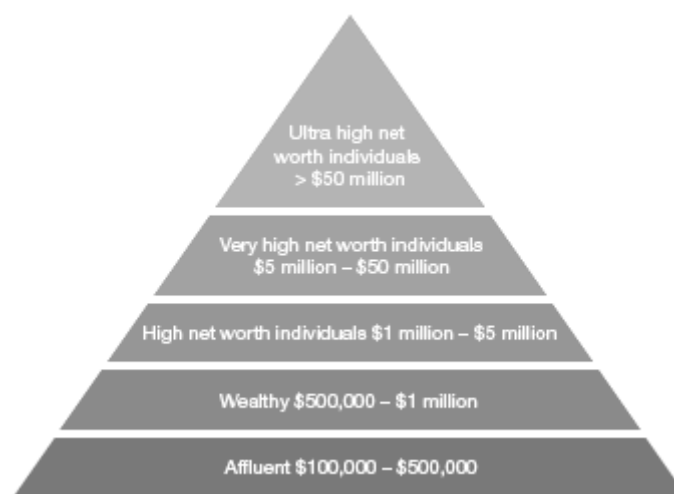 Ultra high net
worth individuals
> $50 million
Very high net worth individuals
$5 million – $50 million
High net worth individuals $1 million – $5 million
Wealthy $500,000 – $1 million
Affluent $100,000 – $500,000